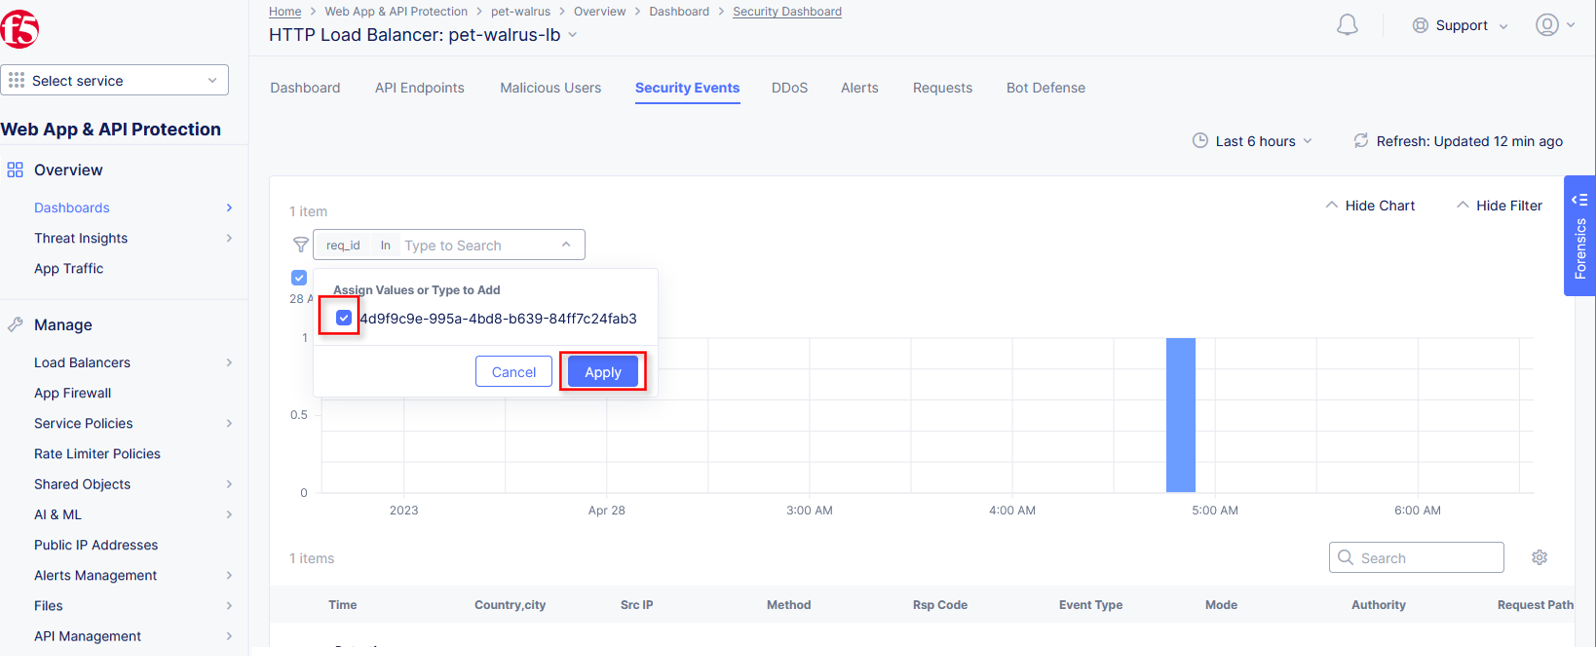 f5
Home > Web App & API Protection > pet-walrus > Overview > Dashboard > Security Dashboard
HTTP Load Balancer: pet-walrus-lb
Support
Select service
Web App & API Protection
Overview
Dashboards
Threat Insights
App Traffic
Manage
Load Balancers
App Firewall
Service Policies
Rate Limiter Policies
Shared Objects
AI & ML
Public IP Addresses
Alerts Management
Files
API Management
Dashboard API Endpoints Malicious Users Security Events DDoS Alerts Requests Bot Defense
Last 6 hours Refresh: Updated 12 min ago
1 item
Hide Chart Hide Filter
Forensics
req_id In Type to Search
Assign Values or Type to Add
28 A
4d9f9c9e-995a-4bd8-b639-84ff7c24fab3
Cancel Apply
1
0.5
0
2023 Apr 28 3:00 AM 4:00 AM 5:00 AM 6:00 AM
1 items
Search
Time Country,city Src IP Method Rsp Code Event Type Mode Authority Request Path